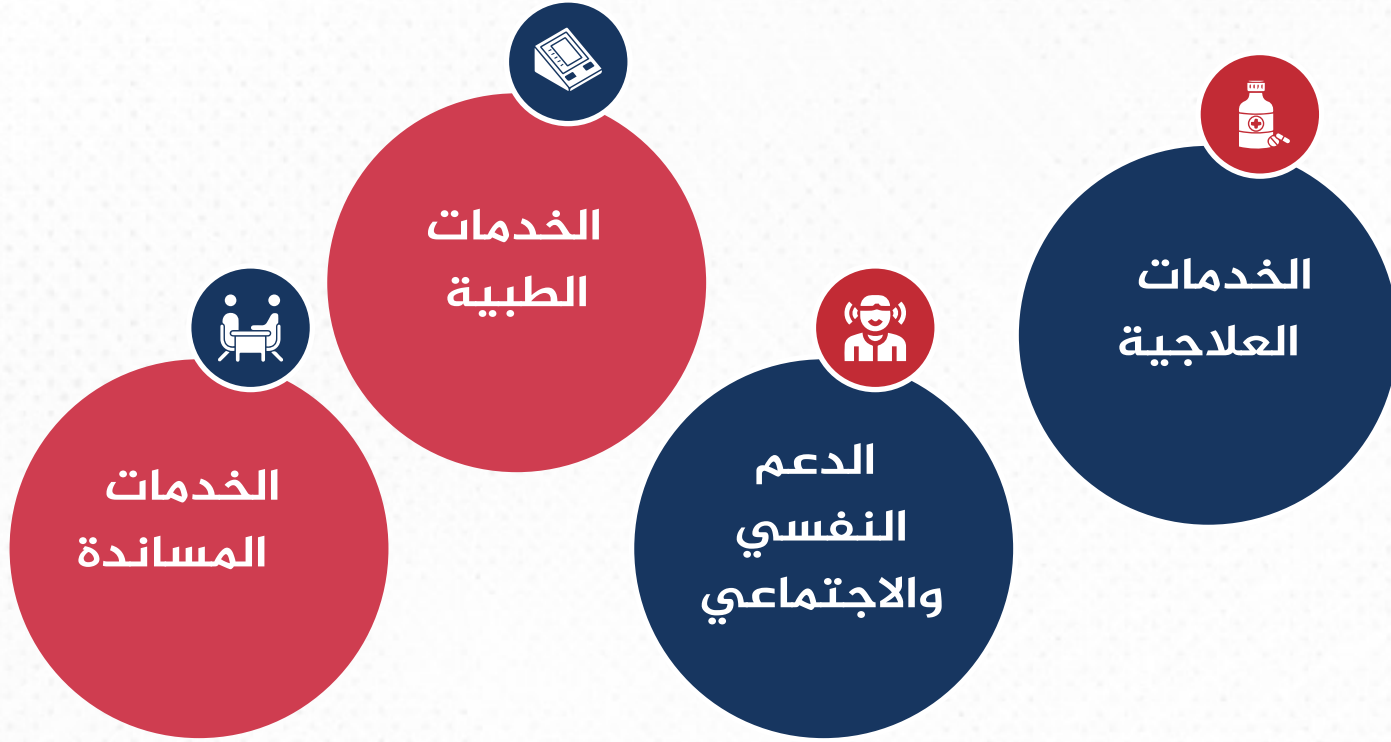 الخدمات
العلاجية
الدعم
النفسي
والاجتماعي
الخدمات
الطبية
الخدمات
المساندة